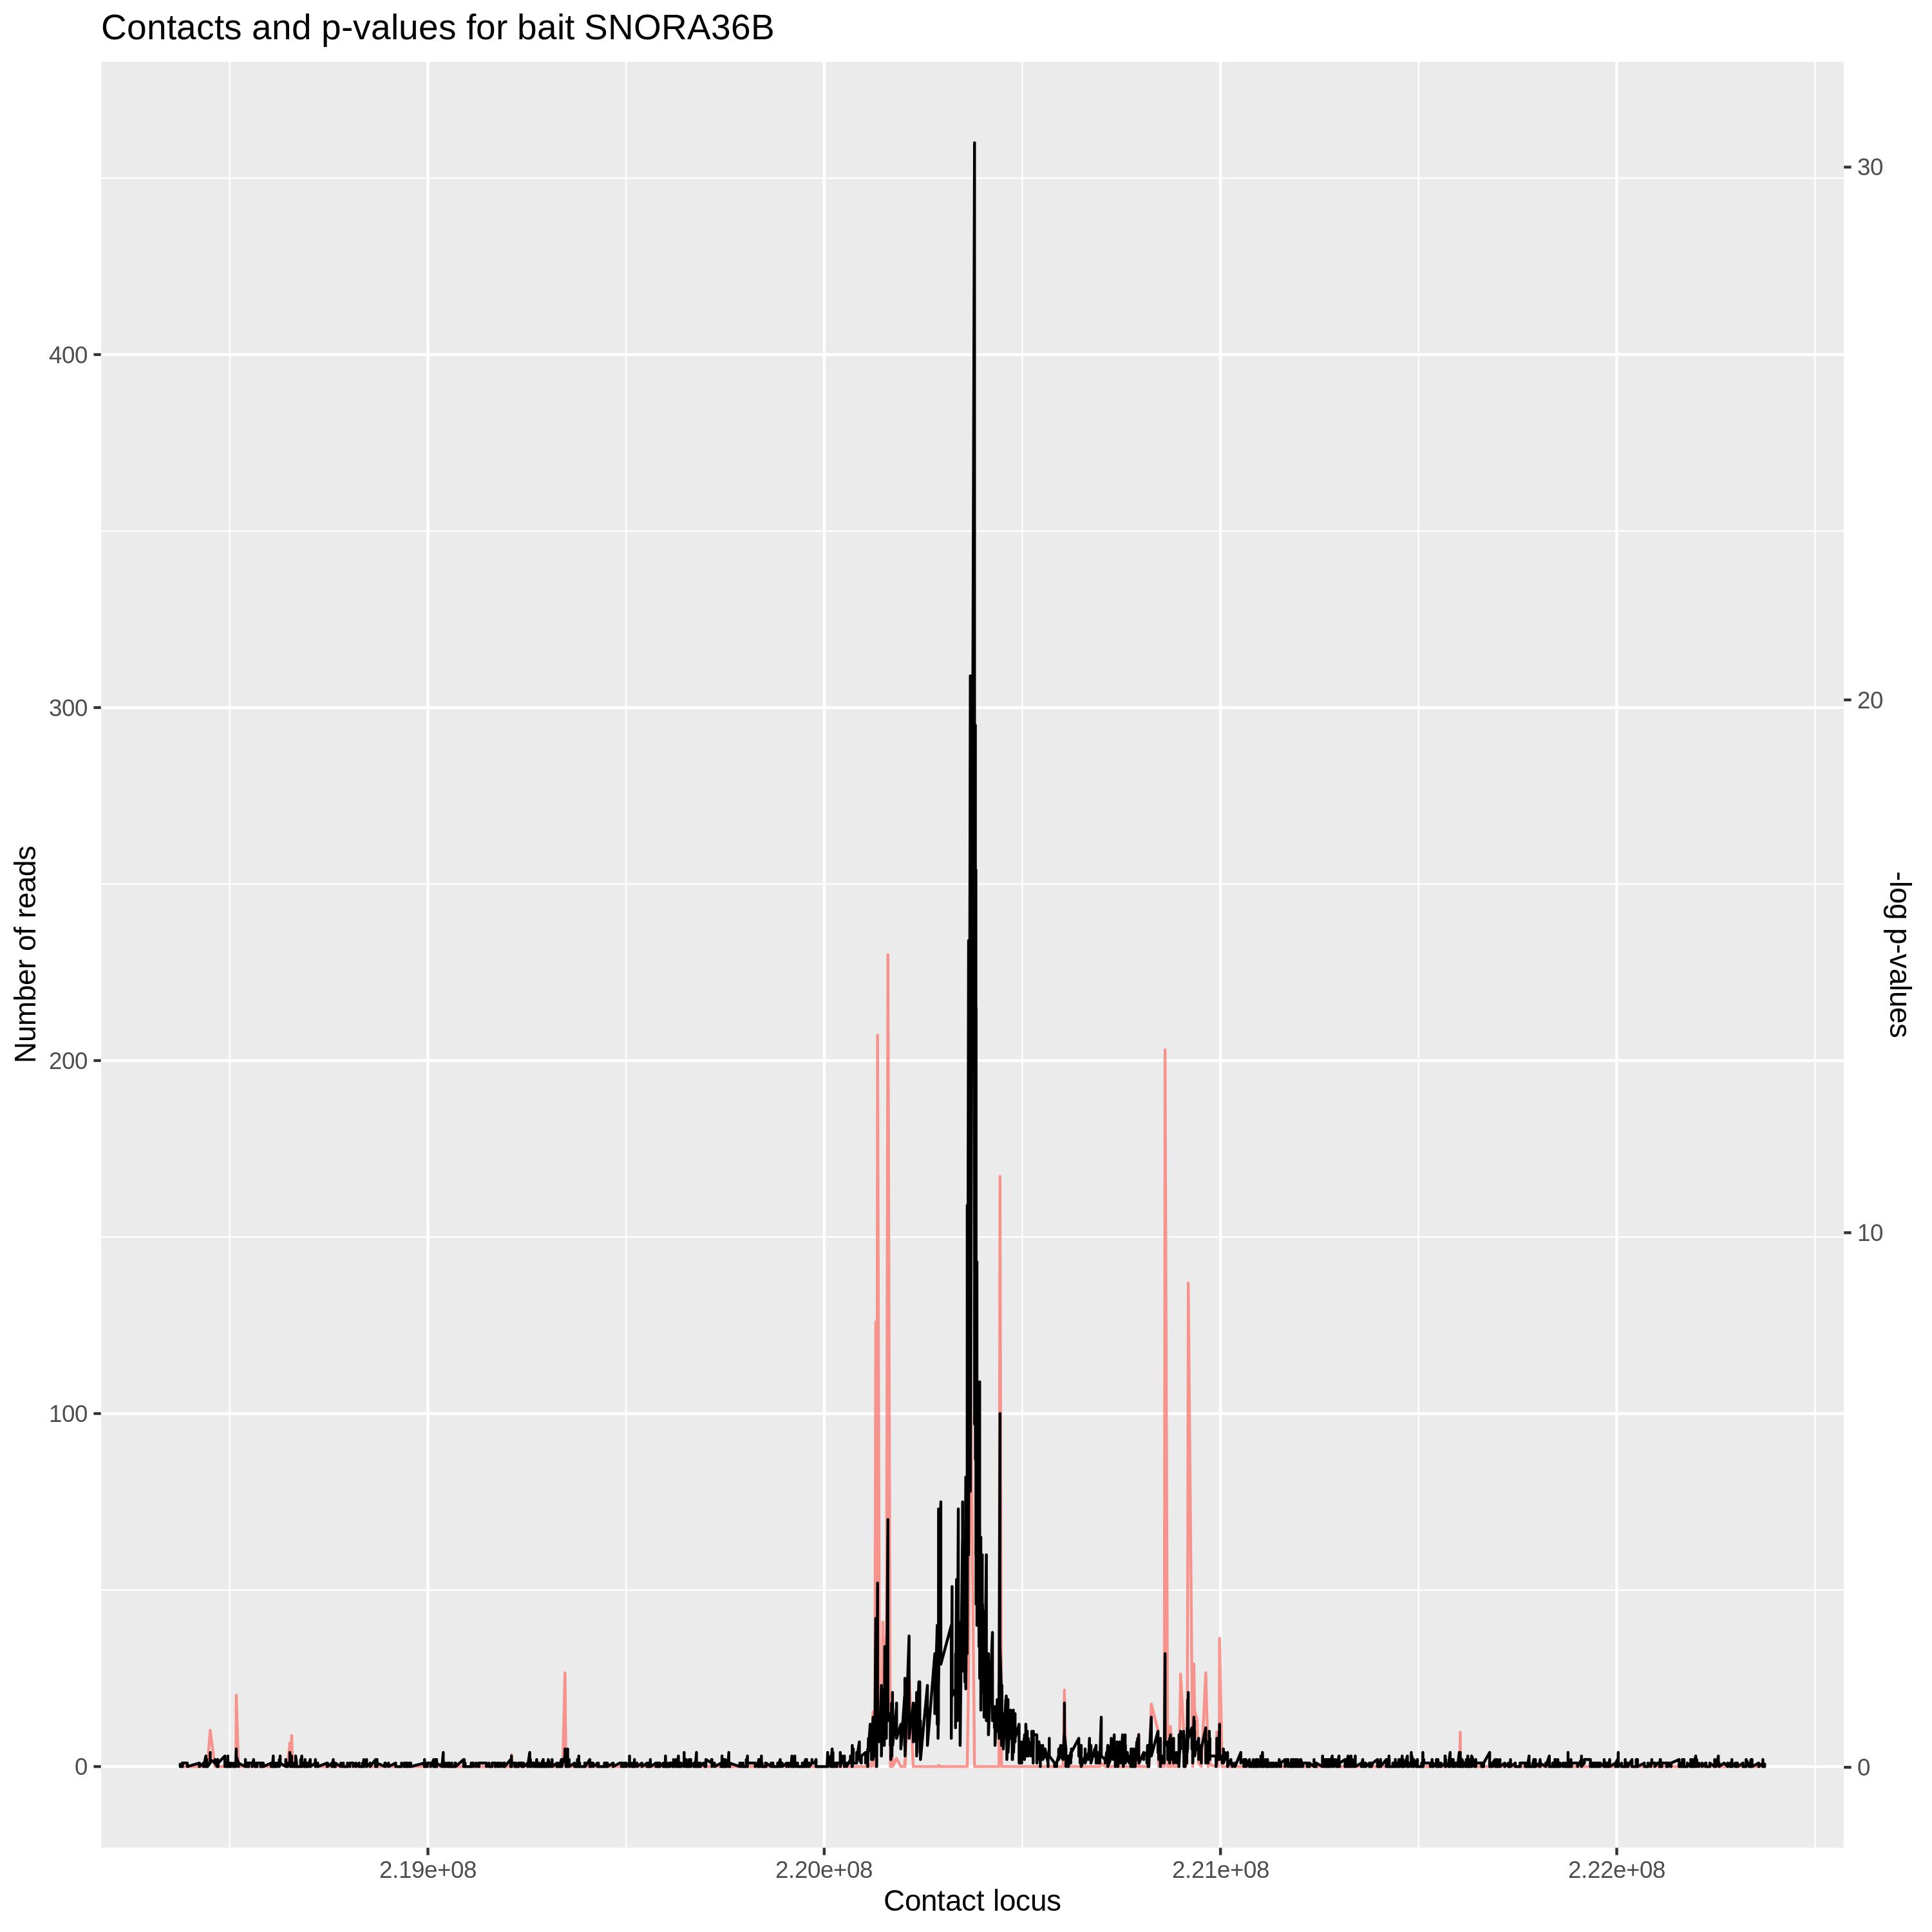 Contacts and p-values for bait SNORA36B
Number of reads
400
300
200
100
0
30
20
10
0
-log p-values
2.19e+08 2.20e+08 2.21e+08 2.22e+08
Contact locus